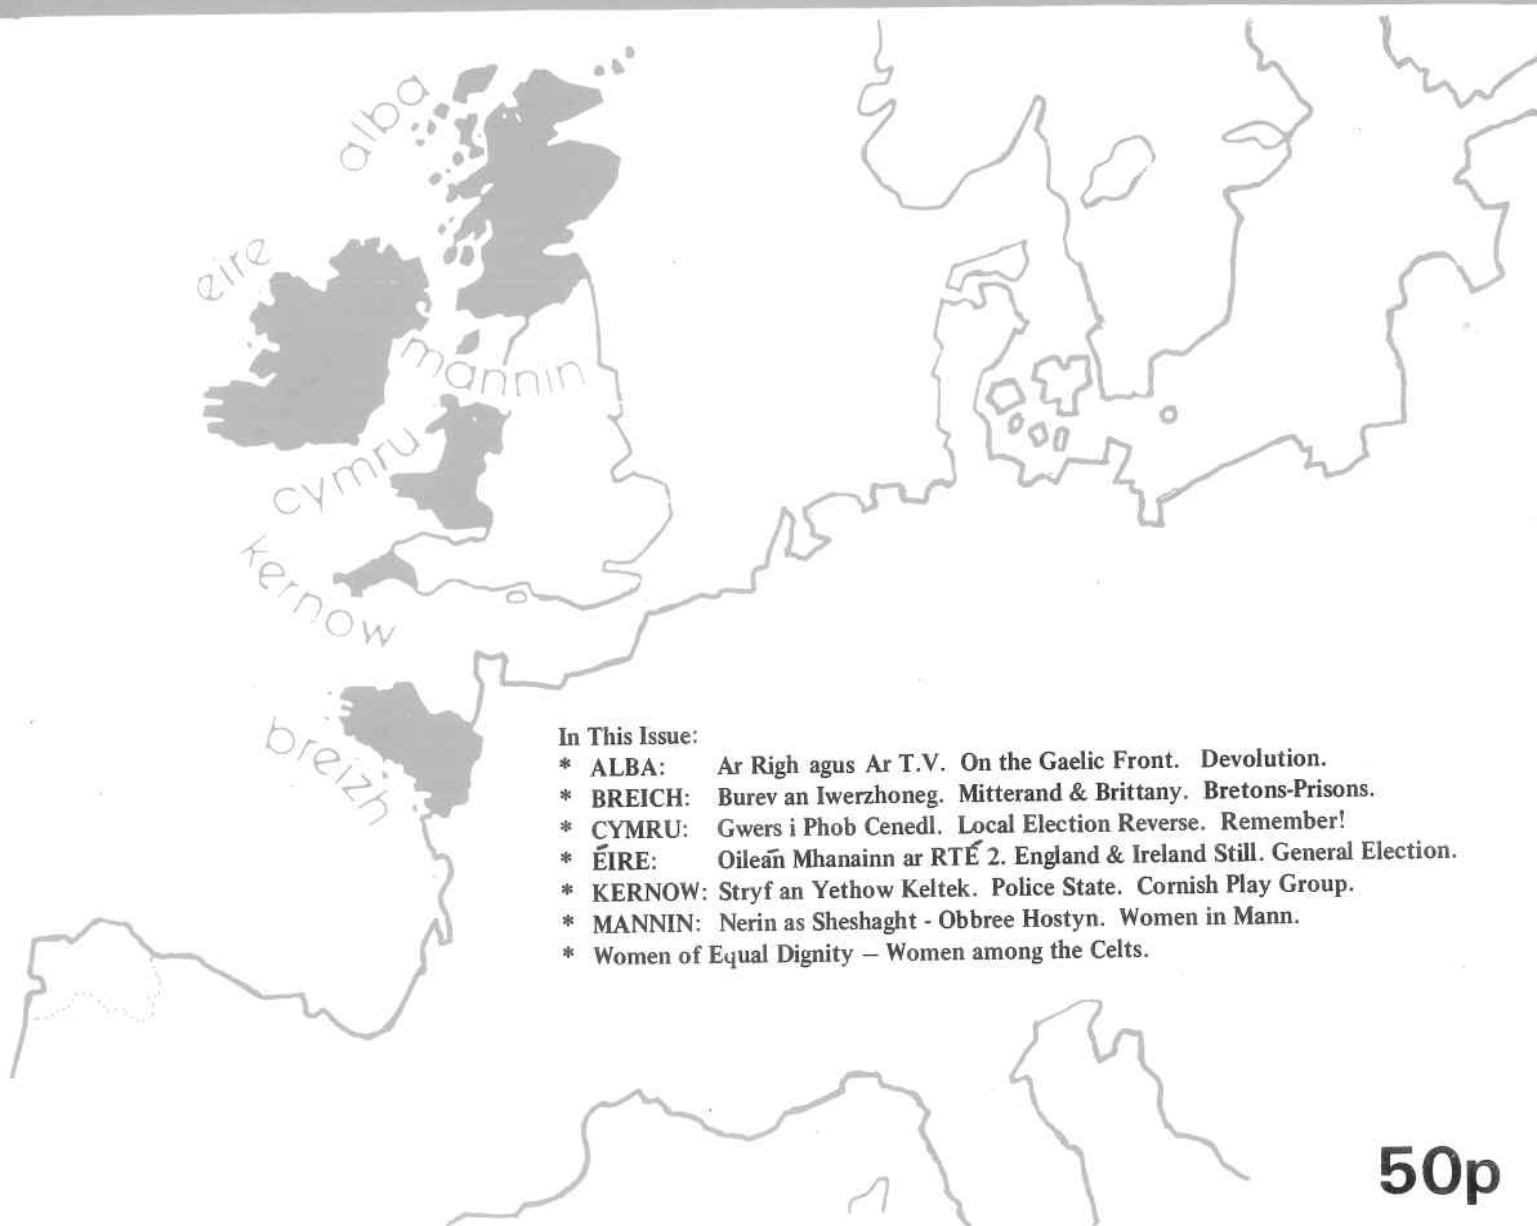 alba
eire
mannin
cymru
kernow
breizh
In This Issue:
* ALBA: Ar Righ agus Ar T.V. On the Gaelic Front. Devolution.
* BREICH: Burev an Iwerzhoneg. Mitterand & Brittany. Bretons-Prisons.
* CYMRU: Gwers i Phob Cenedl. Local Election Reverse. Remember!
* ÉIRE: Oileán Mhanainn ar RTÉ 2. England & Ireland Still. General Election.
* KERNOW: Stryf an Yethow Keltek. Police State. Cornish Play Group.
* MANNIN: Nerin as Sheshaght - Obbree Hostyn. Women in Mann.
* Women of Equal Dignity — Women among the Celts.
50p